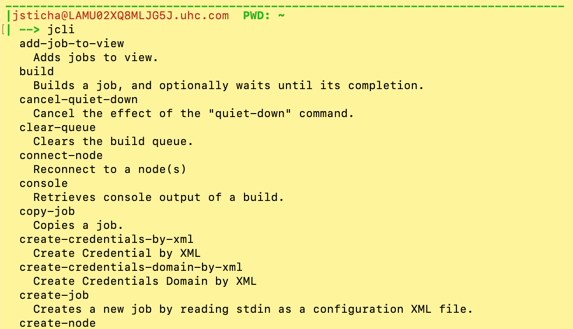 |jsticha@LAMU02XQ8MLJG5J.uhc.com PWD: ~
[| --> jcli
add-job-to-view
Adds jobs to view.
build
Builds a job, and optionally waits until its completion.
cancel-quiet-down
Cancel the effect of the "quiet-down" command.
clear-queue
Clears the build queue.
connect-node
Reconnect to a node(s)
console
Retrieves console output of a build.
copy-job
Copies a job.
create-credentials-by-xml
Create Credential by XML
create-credentials-domain-by-xml
Create Credentials Domain by XML
create-job
Creates a new job by reading stdin as a configuration XML file.
create-node